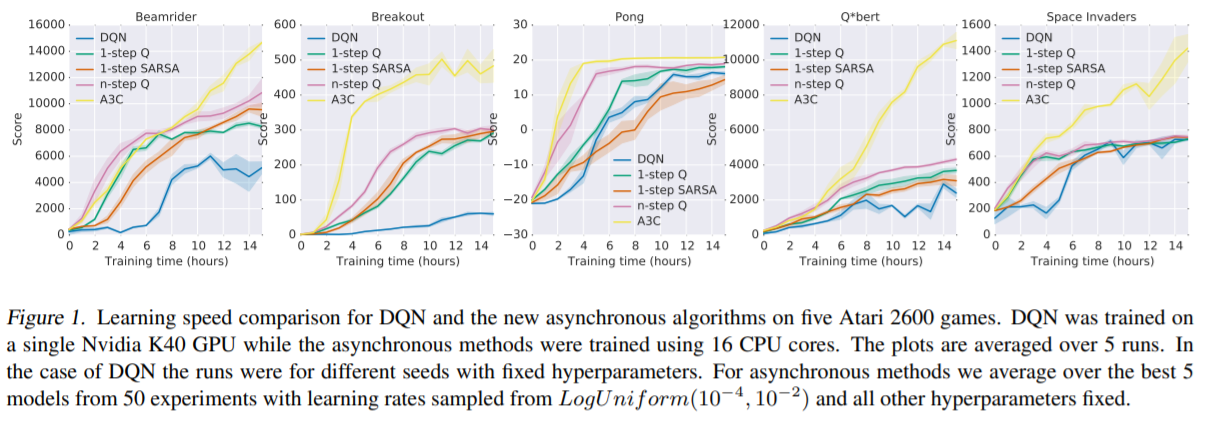 Beamrider
16000
14000
12000
10000
8000
6000
4000
2000
0
Score
DQN
1-step Q
1-step SARSA
n-step Q
A3C
0 2 4 6 8 10 12 14
Training time (hours)
Breakout
600
500
400
300
200
100
0
Score
DQN
1-step Q
1-step SARSA
n-step Q
A3C
0 2 4 6 8 10 12 14
Training time (hours)
Pong
30
20
10
0
−10
−20
−30
Score
DQN
1-step Q
1-step SARSA
n-step Q
A3C
0 2 4 6 8 10 12 14
Training time (hours)
Q*bert
12000
10000
8000
6000
4000
2000
0
Score
DQN
1-step Q
1-step SARSA
n-step Q
A3C
0 2 4 6 8 10 12 14
Training time (hours)
Space Invaders
1600
1400
1200
1000
800
600
400
200
0
Score
DQN
1-step Q
1-step SARSA
n-step Q
A3C
0 2 4 6 8 10 12 14
Training time (hours)
Figure 1. Learning speed comparison for DQN and the new asynchronous algorithms on five Atari 2600 games. DQN was trained on
a single Nvidia K40 GPU while the asynchronous methods were trained using 16 CPU cores. The plots are averaged over 5 runs. In
the case of DQN the runs were for different seeds with fixed hyperparameters. For asynchronous methods we average over the best 5
models from 50 experiments with learning rates sampled from LogUniform(10⁻⁴, 10⁻²) and all other hyperparameters fixed.